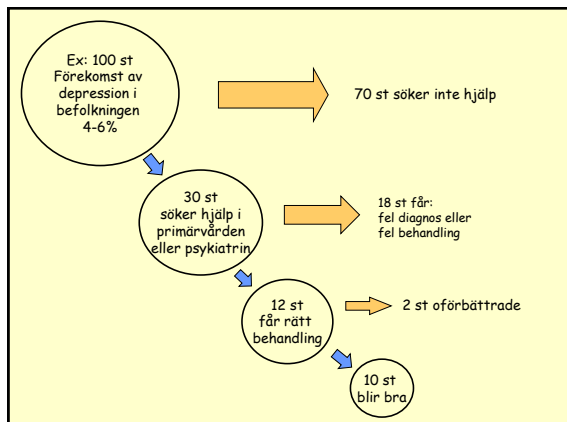 Ex: 100 st
Förekomst av
depression i
befolkningen
4-6%
70 st söker inte hjälp
30 st
söker hjälp i
primärvården
eller psykiatrin
18 st får:
fel diagnos eller
fel behandling
12 st
får rätt
behandling
2 st oförbättrade
10 st
blir bra